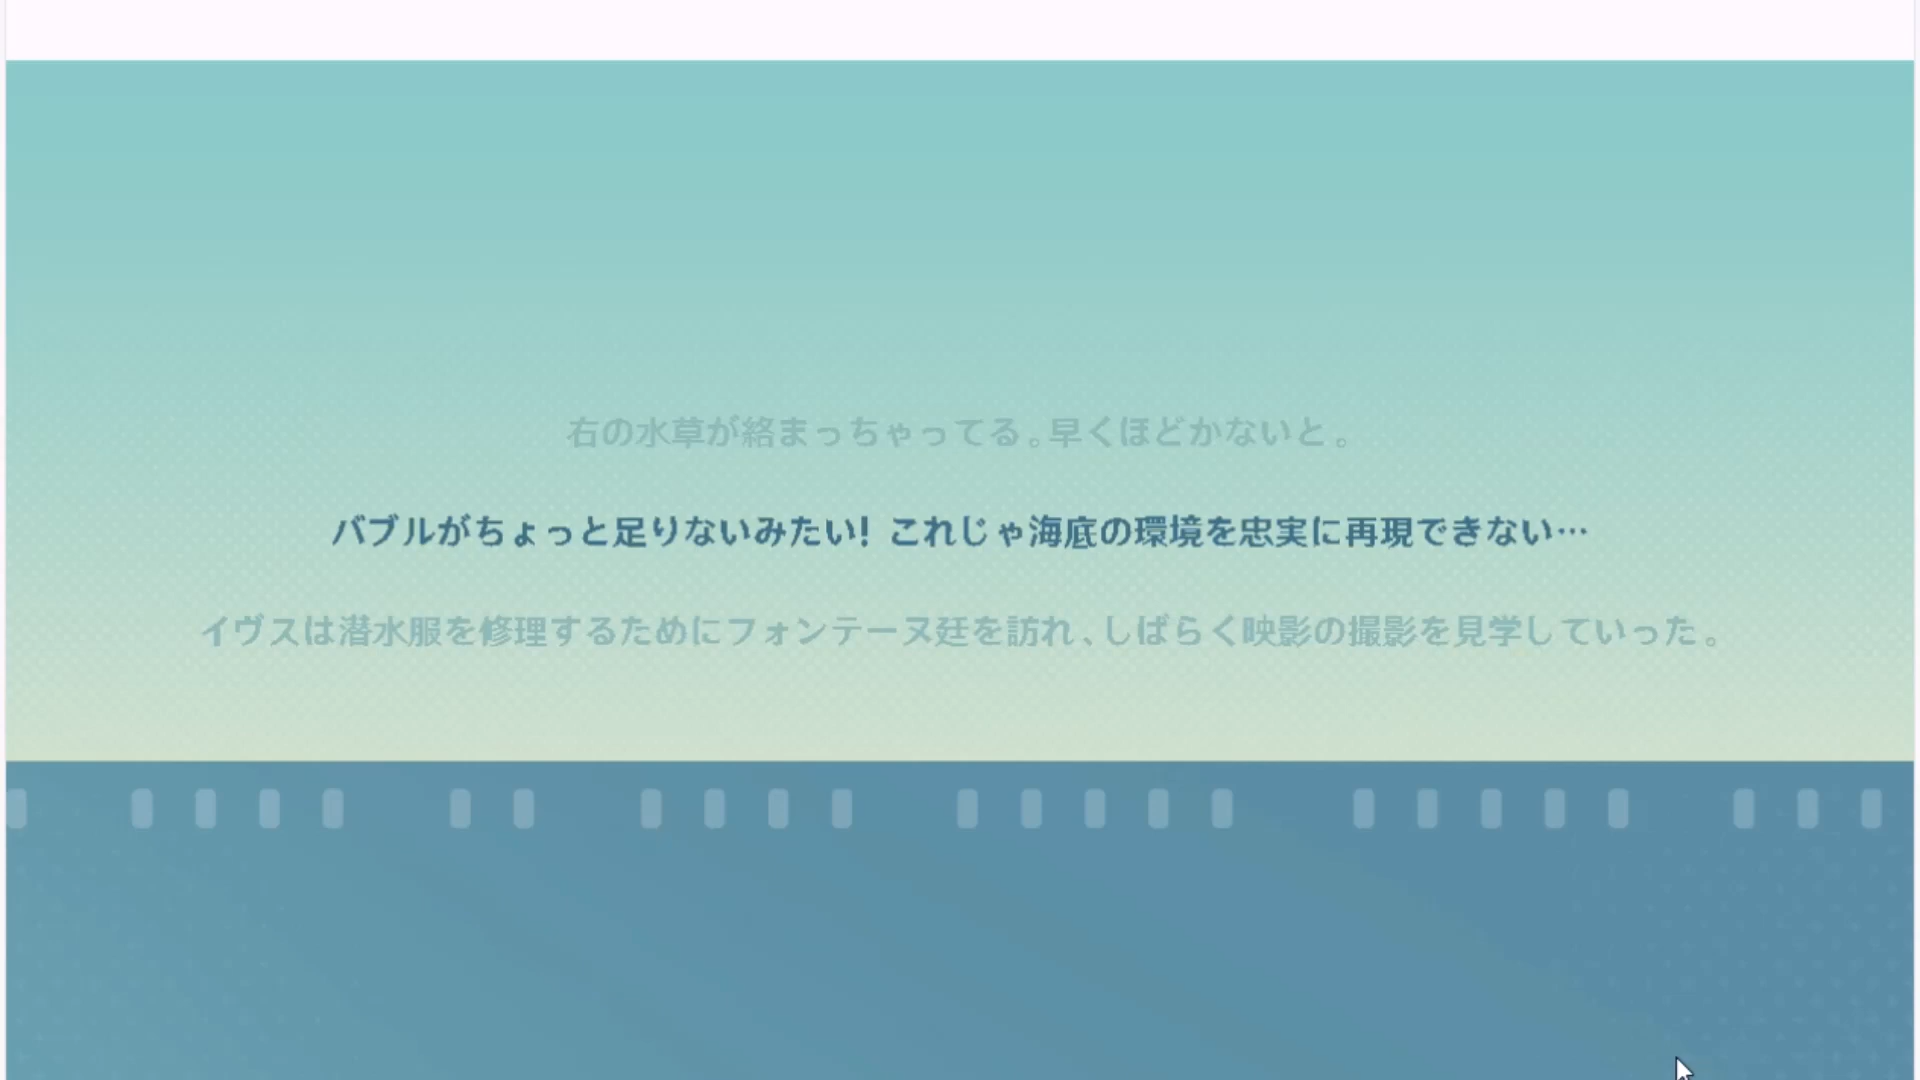 右の水草が絡まっちゃってる。早くほどかないと。
バブルがちょっと足りないみたい! これじゃ海底の環境を忠実に再現できない…
イヴスは潜水服を修理するためにフォンテーヌ廷を訪れ、しばらく映影の撮影を見学していった。